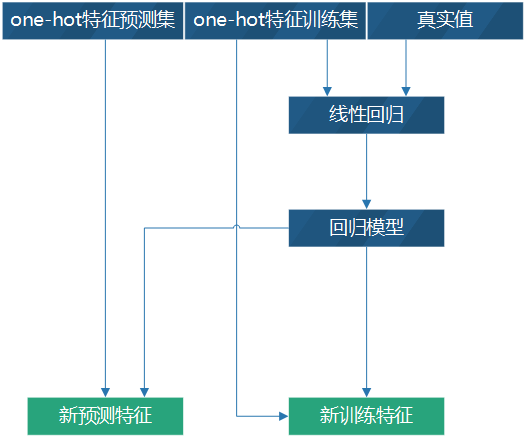 one-hot特征预测集
one-hot特征训练集
真实值
线性回归
回归模型
新预测特征
新训练特征